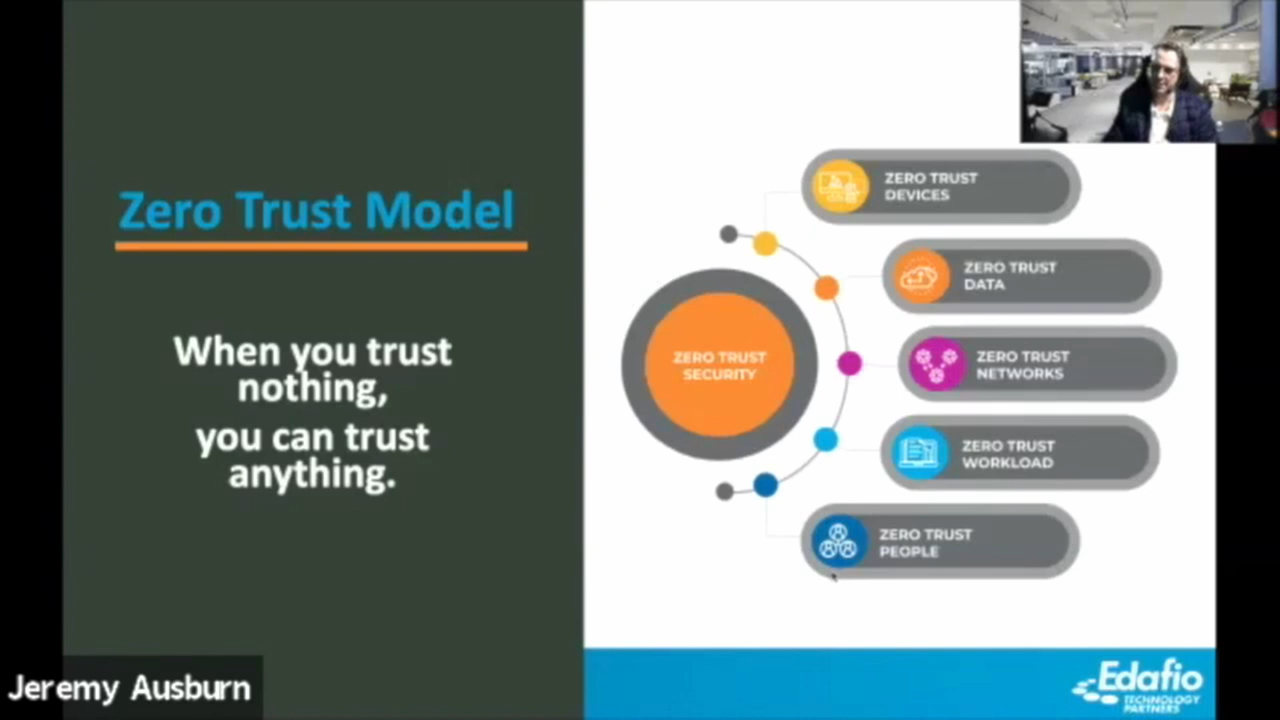 Zero Trust Model
When you trust
nothing,
you can trust
anything.
ZERO TRUST
SECURITY
ZERO TRUST
DEVICES
ZERO TRUST
DATA
ZERO TRUST
NETWORKS
ZERO TRUST
WORKLOAD
ZERO TRUST
PEOPLE
Jeremy Ausburn
Edafio
TECHNOLOGY
PARTNERS